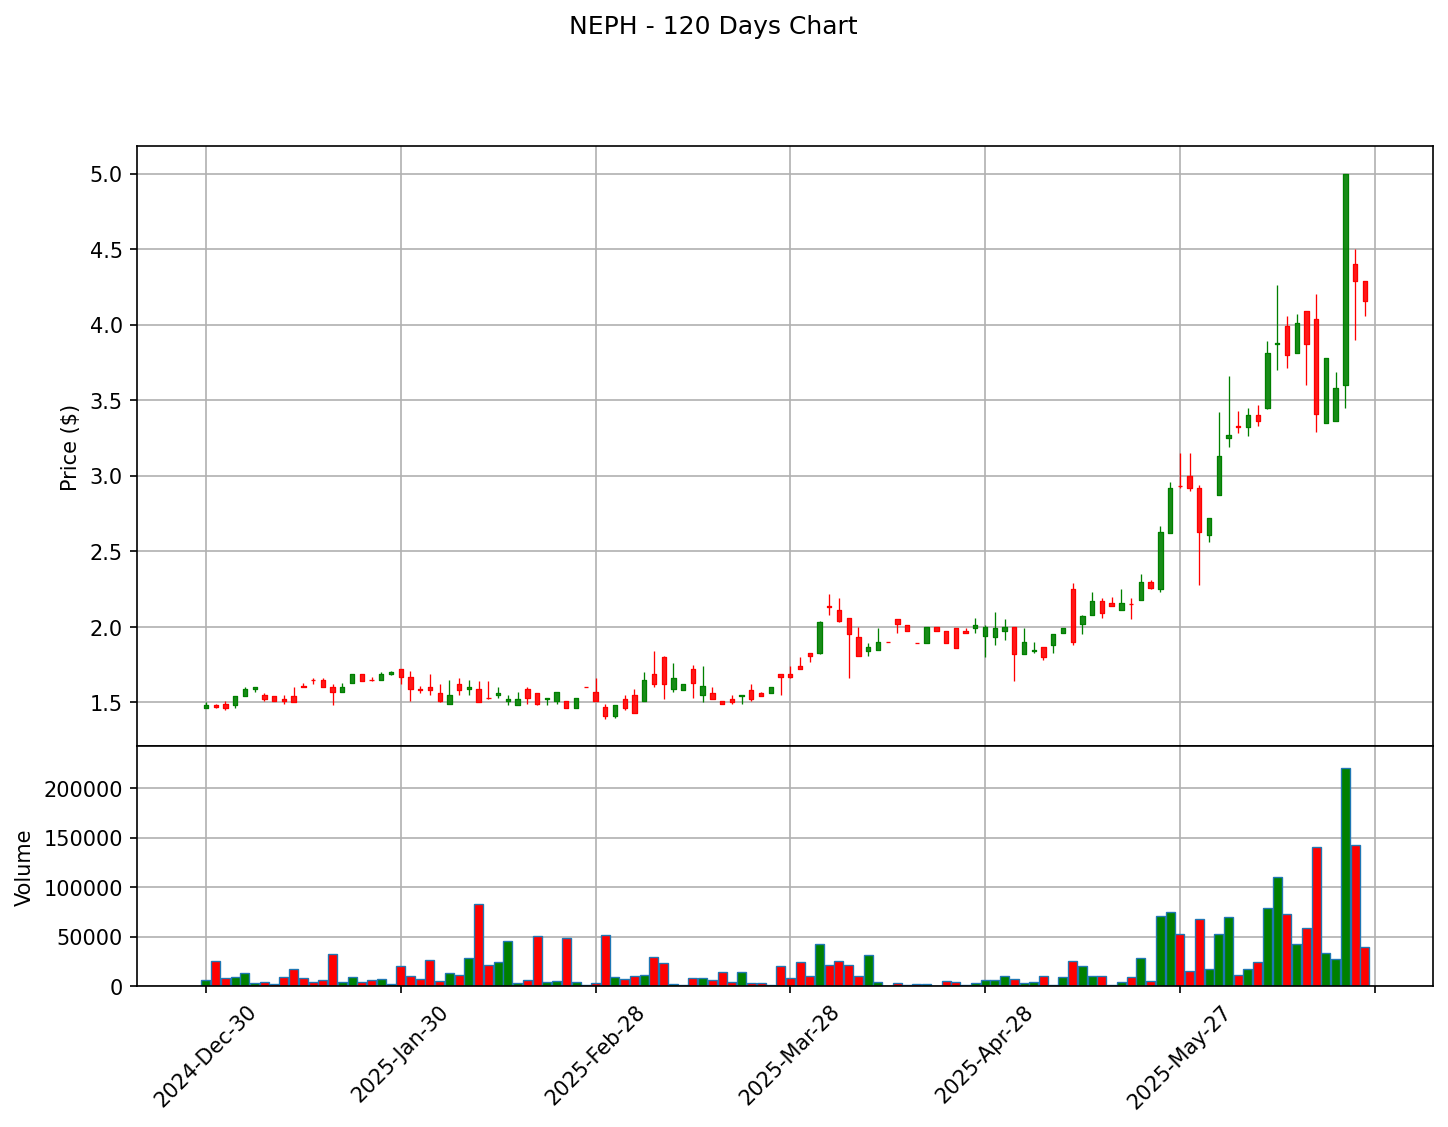 NEPH - 120 Days Chart
5.0
4.5
4.0
3.5
3.0
2.5
2.0
1.5
Price ($)
200000
150000
100000
50000
0
Volume
2024-Dec-30
2025-Jan-30
2025-Feb-28
2025-Mar-28
2025-Apr-28
2025-May-27